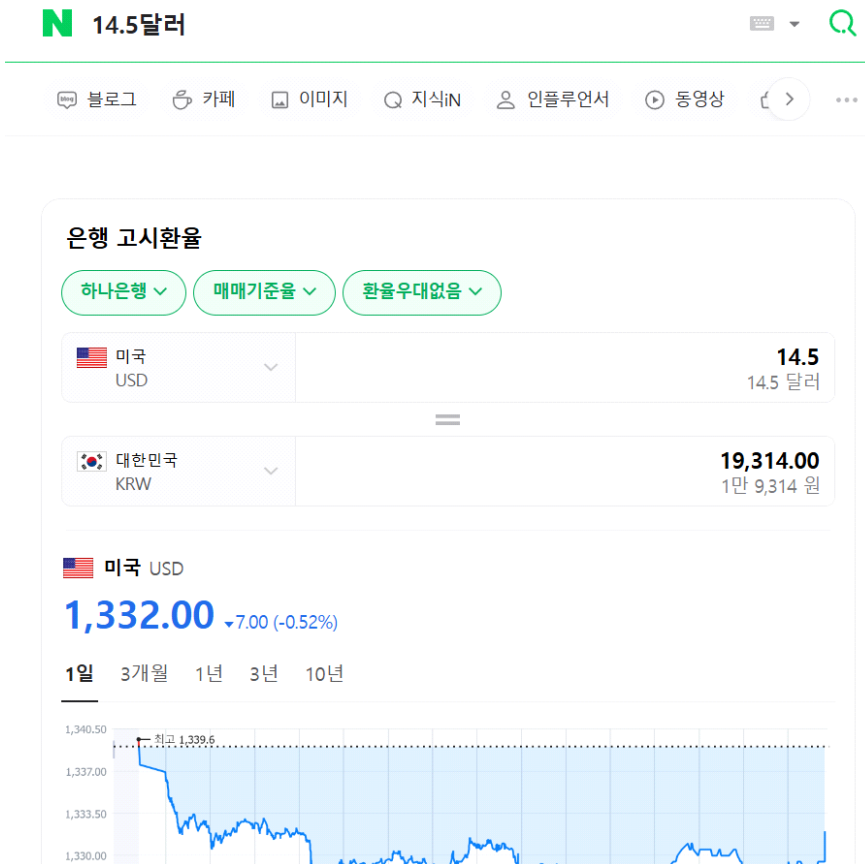 N 14.5달러
블로그 카페 이미지 지식iN 인플루언서 동영상
은행 고시환율
하나은행 매매기준율 환율우대없음
미국
USD
14.5
14.5 달러
대한민국
KRW
19,314.00
1만 9,314 원
미국 USD
1,332.00 ▼7.00 (-0.52%)
1일 3개월 1년 3년 10년
1,340.50
최고 1,339.6
1,337.00
1,333.50
1,330.00